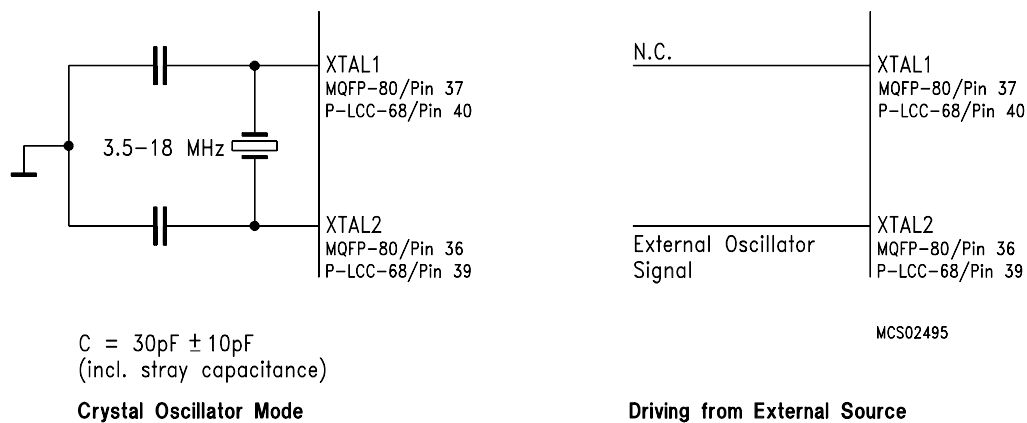 XTAL1
MQFP-80/Pin 37
P-LCC-68/Pin 40
3.5-18 MHz
XTAL2
MQFP-80/Pin 36
P-LCC-68/Pin 39
C = 30pF ± 10pF
(incl. stray capacitance)
Crystal Oscillator Mode
N.C.
XTAL1
MQFP-80/Pin 37
P-LCC-68/Pin 40
External Oscillator
Signal
XTAL2
MQFP-80/Pin 36
P-LCC-68/Pin 39
MCS02495
Driving from External Source